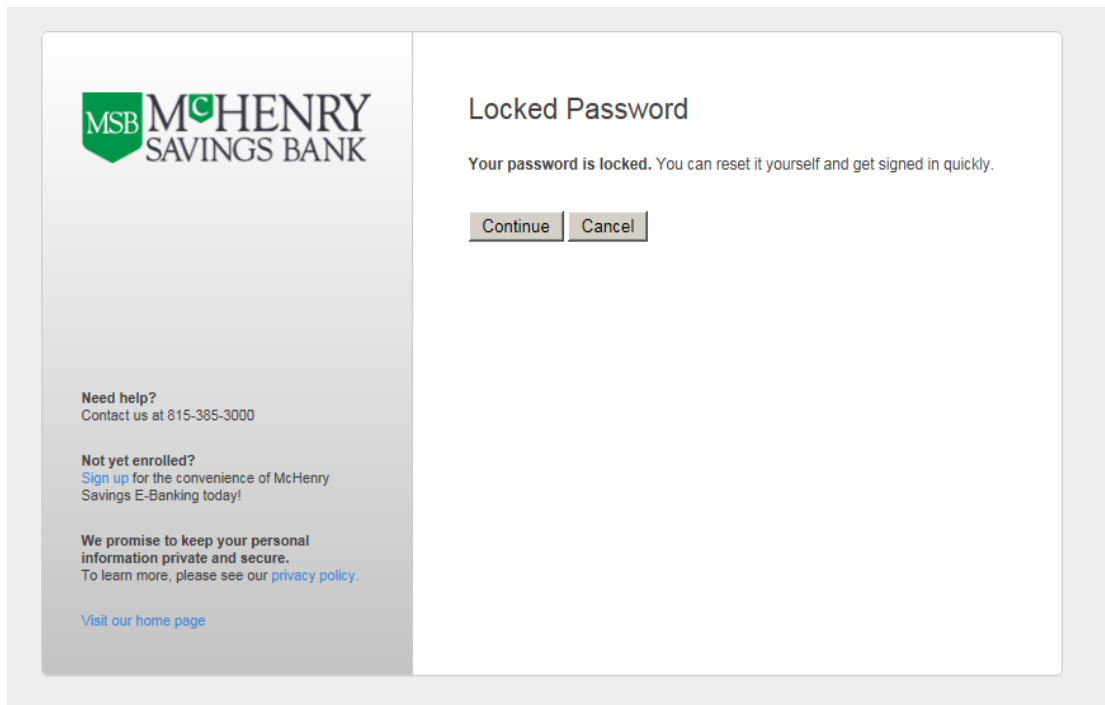 MSB McHENRY
SAVINGS BANK
Need help?
Contact us at 815-385-3000
Not yet enrolled?
Sign up for the convenience of McHenry
Savings E-Banking today!
We promise to keep your personal
information private and secure.
To learn more, please see our privacy policy.
Visit our home page
Locked Password
Your password is locked. You can reset it yourself and get signed in quickly.
Continue Cancel